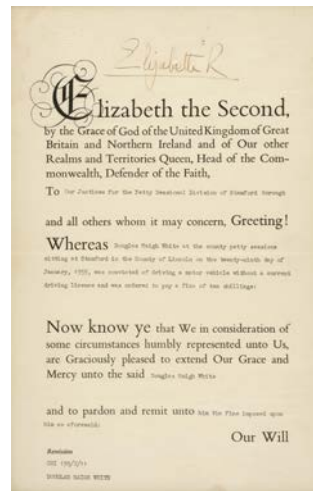 Elizabeth R
Elizabeth the Second,
by the Grace of God of the United Kingdom of Great
Britain and Northern Ireland and of Our other
Realms and Territories Queen, Head of the Com-
monwealth, Defender of the Faith,
To Our Justices for the Petty Sessional Division of Stamford Borough
and all others whom it may concern, Greeting!
Whereas Douglas Haigh White at the county petty sessions
sitting at Stamford in the County of Lincoln on the twenty-ninth day of
January, 1959, was convicted of driving a motor vehicle without a current
driving licence and was ordered to pay a fine of two shillings:
Now know ye that We in consideration of
some circumstances humbly represented unto Us,
are Graciously pleased to extend Our Grace and
Mercy unto the said Douglas Haigh White
and to pardon and remit unto him the fine imposed upon
him as aforesaid:
Our Will
Remission
DOUGLAS HAIGH WHITE